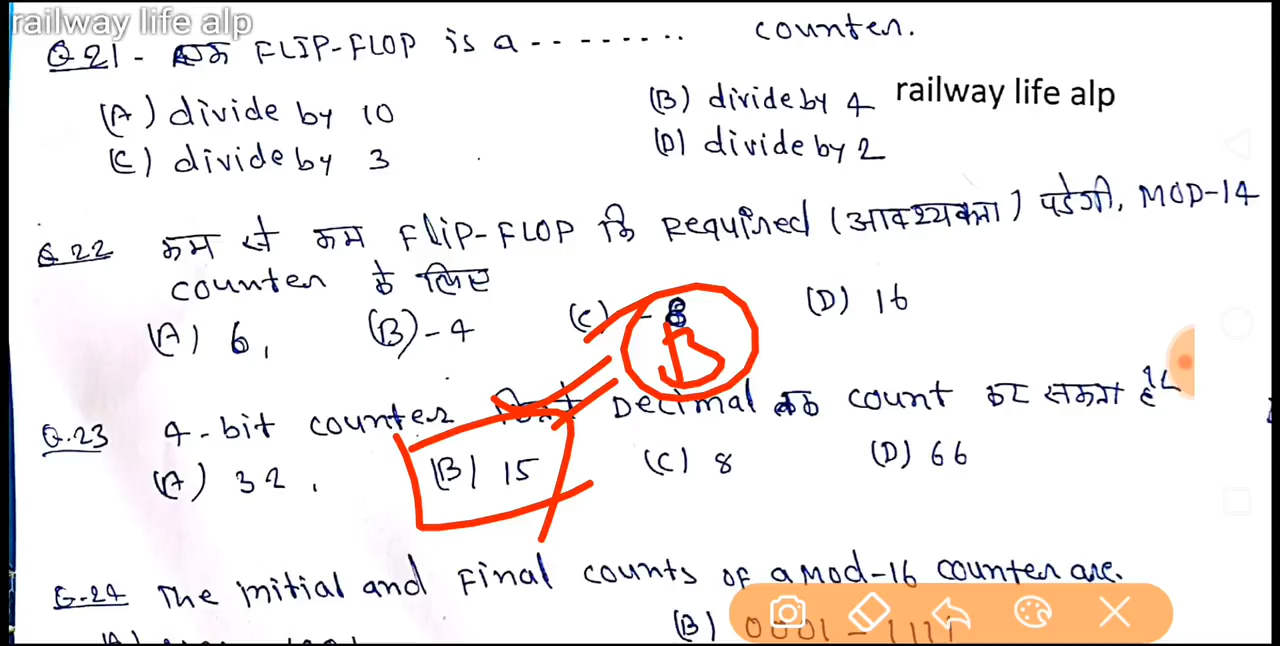 railway life alp
Q21 - एक FLIP-FLOP is a --------. counter.
(A) divide by 10 (B) divide by 4 railway life alp
(C) divide by 3 (D) divide by 2
Q.22 कम से कम FLiP-FLOP कि Required (आवश्यकता) पडेगी, MOD-14
counter के लिए
(A) 6, (B) - 4 (C) - 8 (D) 16
B
Q.23 4-bit counter Decimal तक count कर सकता है
(A) 32, (B) 15 (C) 8 (D) 66
Q.24 The initial and Final counts of a mod-16 counter are.
(B) 0001 - 1111